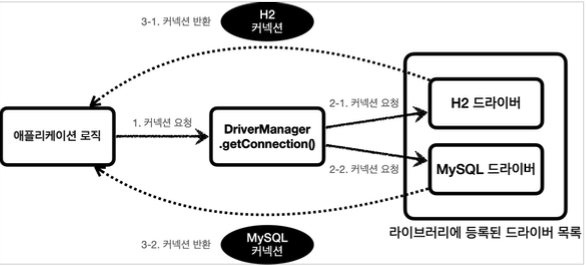 3-1. 커넥션 반환
H2
커넥션
애플리케이션 로직
1. 커넥션 요청
DriverManager
.getConnection()
2-1. 커넥션 요청
H2 드라이버
2-2. 커넥션 요청
MySQL 드라이버
라이브러리에 등록된 드라이버 목록
3-2. 커넥션 반환
MySQL
커넥션